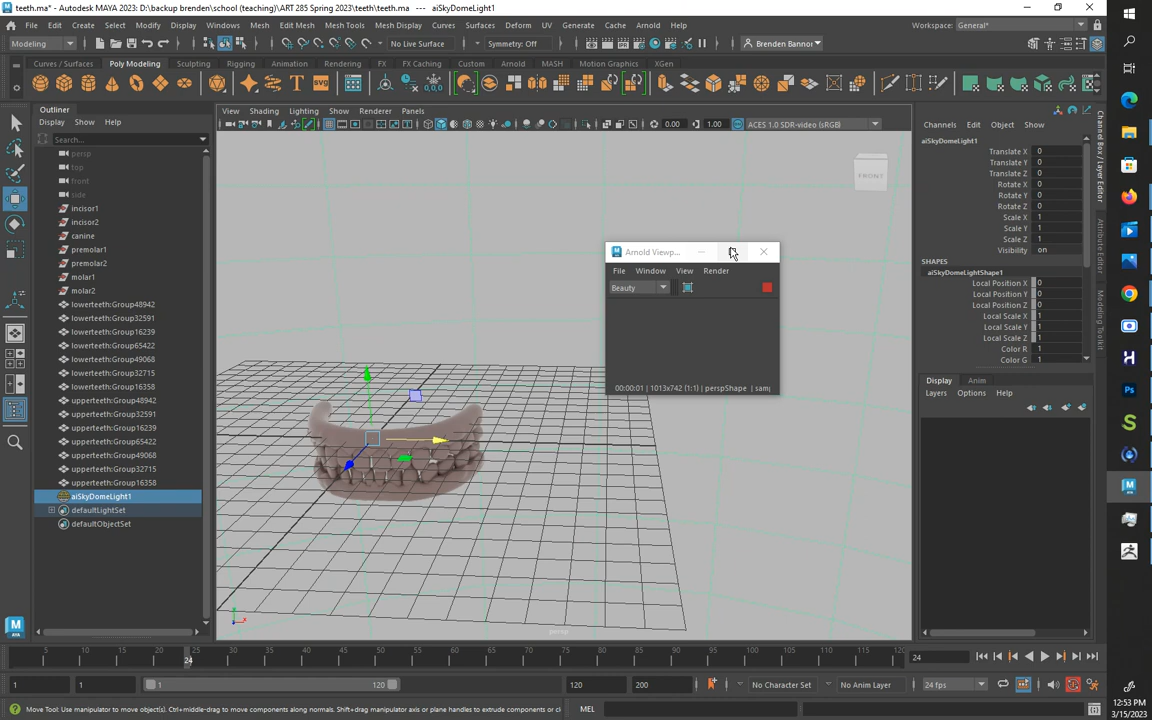 teeth.ma* - Autodesk MAYA 2023: D:\backup brenden\school (teaching)\ART 285 Spring 2023\teeth\teeth.ma --- aiSkyDomeLight1
File Edit Create Select Modify Display Windows Mesh Edit Mesh Mesh Tools Mesh Display Curves Surfaces Deform UV Generate Cache Arnold Help
Workspace: General*
Modeling
No Live Surface
Symmetry: Off
Brenden Bannor
Curves / Surfaces Poly Modeling Sculpting Rigging Animation Rendering FX FX Caching Custom Arnold MASH Motion Graphics XGen
Outliner
Display Show Help
Search...
persp
top
front
side
incisor1
incisor2
canine
premolar1
premolar2
molar1
molar2
lowerteeth:Group48942
lowerteeth:Group32591
lowerteeth:Group16239
lowerteeth:Group65422
lowerteeth:Group49068
lowerteeth:Group32715
lowerteeth:Group16358
upperteeth:Group48942
upperteeth:Group32591
upperteeth:Group16239
upperteeth:Group65422
upperteeth:Group49068
upperteeth:Group32715
upperteeth:Group16358
aiSkyDomeLight1
defaultLightSet
defaultObjectSet
View Shading Lighting Show Renderer Panels
0.00 1.00 ACES 1.0 SDR-video (sRGB)
FRONT
persp
Arnold Viewp...
File Window View Render
Beauty
00:00:01 | 1013x742 (1:1) | perspShape | samp
Channels Edit Object Show
aiSkyDomeLight1
Translate X 0
Translate Y 0
Translate Z 0
Rotate X 0
Rotate Y 0
Rotate Z 0
Scale X 1
Scale Y 1
Scale Z 1
Visibility on
SHAPES
aiSkyDomeLightShape1
Local Position X 0
Local Position Y 0
Local Position Z 0
Local Scale X 1
Local Scale Y 1
Local Scale Z 1
Color R 1
Color G 1
Channel Box / Layer Editor
Attribute Editor
Modeling Toolkit
Display Anim
Layers Options Help
5 10 15 20 24 25 30 35 40 45 50 55 60 65 70 75 80 85 90 95 100 105 110 115 120
24
1 1 1 120 120 200
No Character Set
No Anim Layer
24 fps
Move Tool: Use manipulator to move object(s). Ctrl+middle-drag to move components along normals. Shift+drag manipulator axis or plane handles to extrude components or cl
MEL
MAYA
12:53 PM
3/15/2023